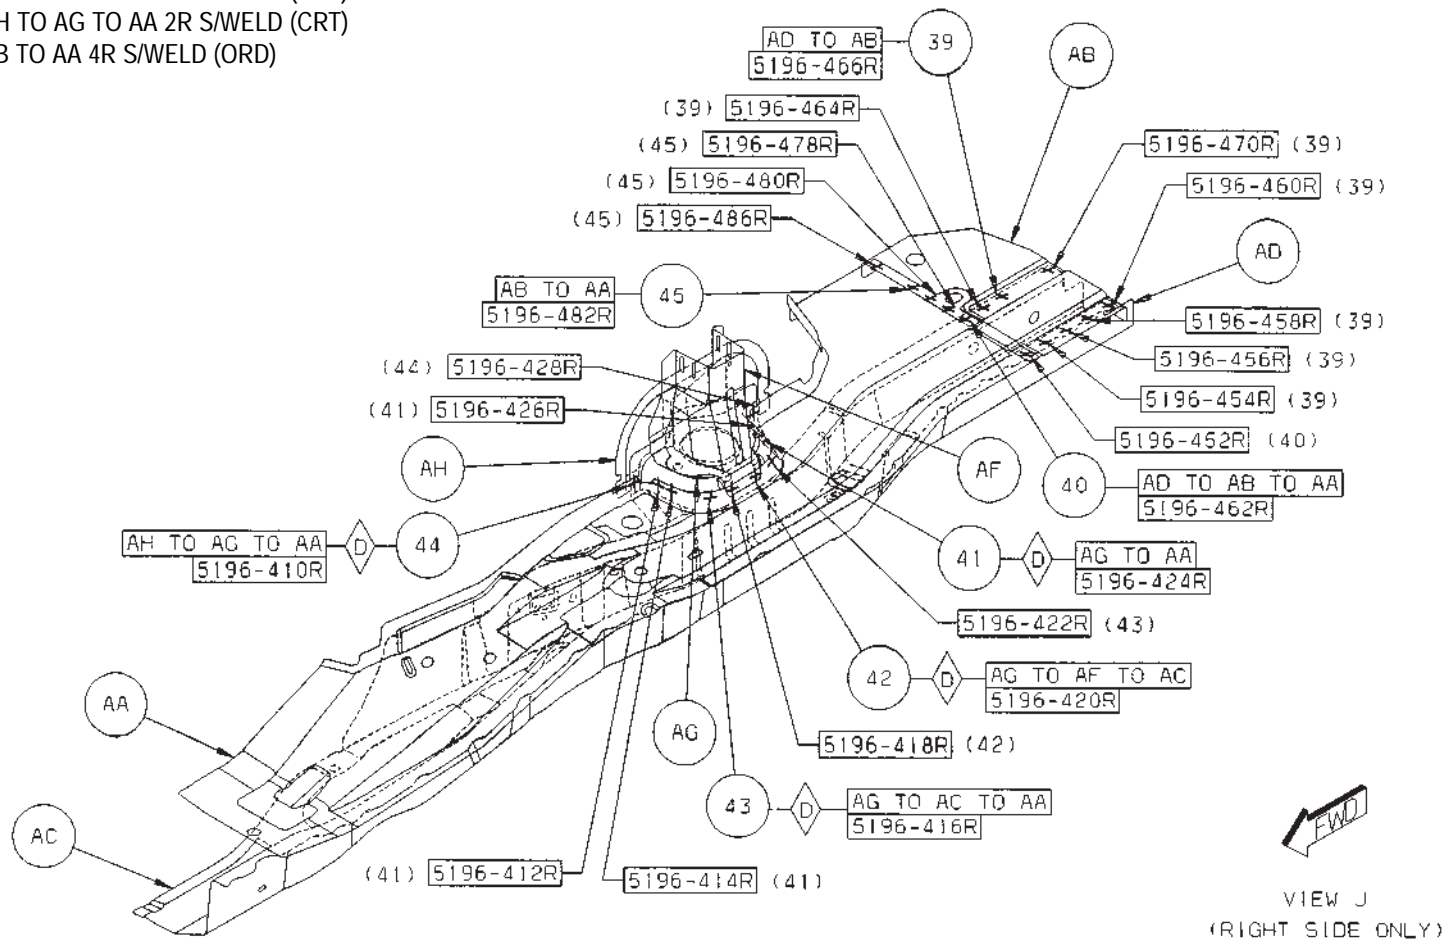 H TO AG TO AA 2R S/WELD (CRT)
B TO AA 4R S/WELD (ORD)
AD TO AB
5196-466R
39
AB
(39) 5196-464R
(45) 5196-478R
(45) 5196-480R
(45) 5196-486R
5196-470R (39)
5196-460R (39)
AD
AB TO AA
5196-482R
45
5196-458R (39)
5196-456R (39)
5196-454R (39)
5196-452R (40)
(44) 5196-428R
(41) 5196-426R
AH
AF
40
AD TO AB TO AA
5196-462R
AH TO AG TO AA
5196-410R
D
44
41
D
AG TO AA
5196-424R
5196-422R (43)
42
D
AG TO AF TO AC
5196-420R
AA
AG
5196-418R (42)
43
D
AG TO AC TO AA
5196-416R
AC
(41) 5196-412R
5196-414R (41)
FWD
VIEW J
(RIGHT SIDE ONLY)